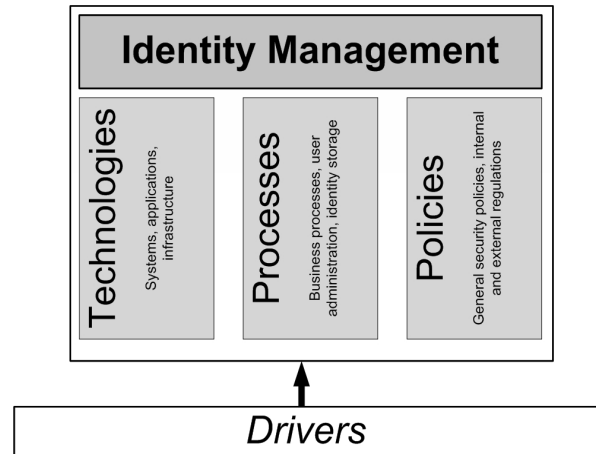 Identity Management
Technologies
Systems, applications,
infrastructure
Processes
Business processes, user
administration, identity storage
Policies
General security policies, internal
and external regulations
Drivers